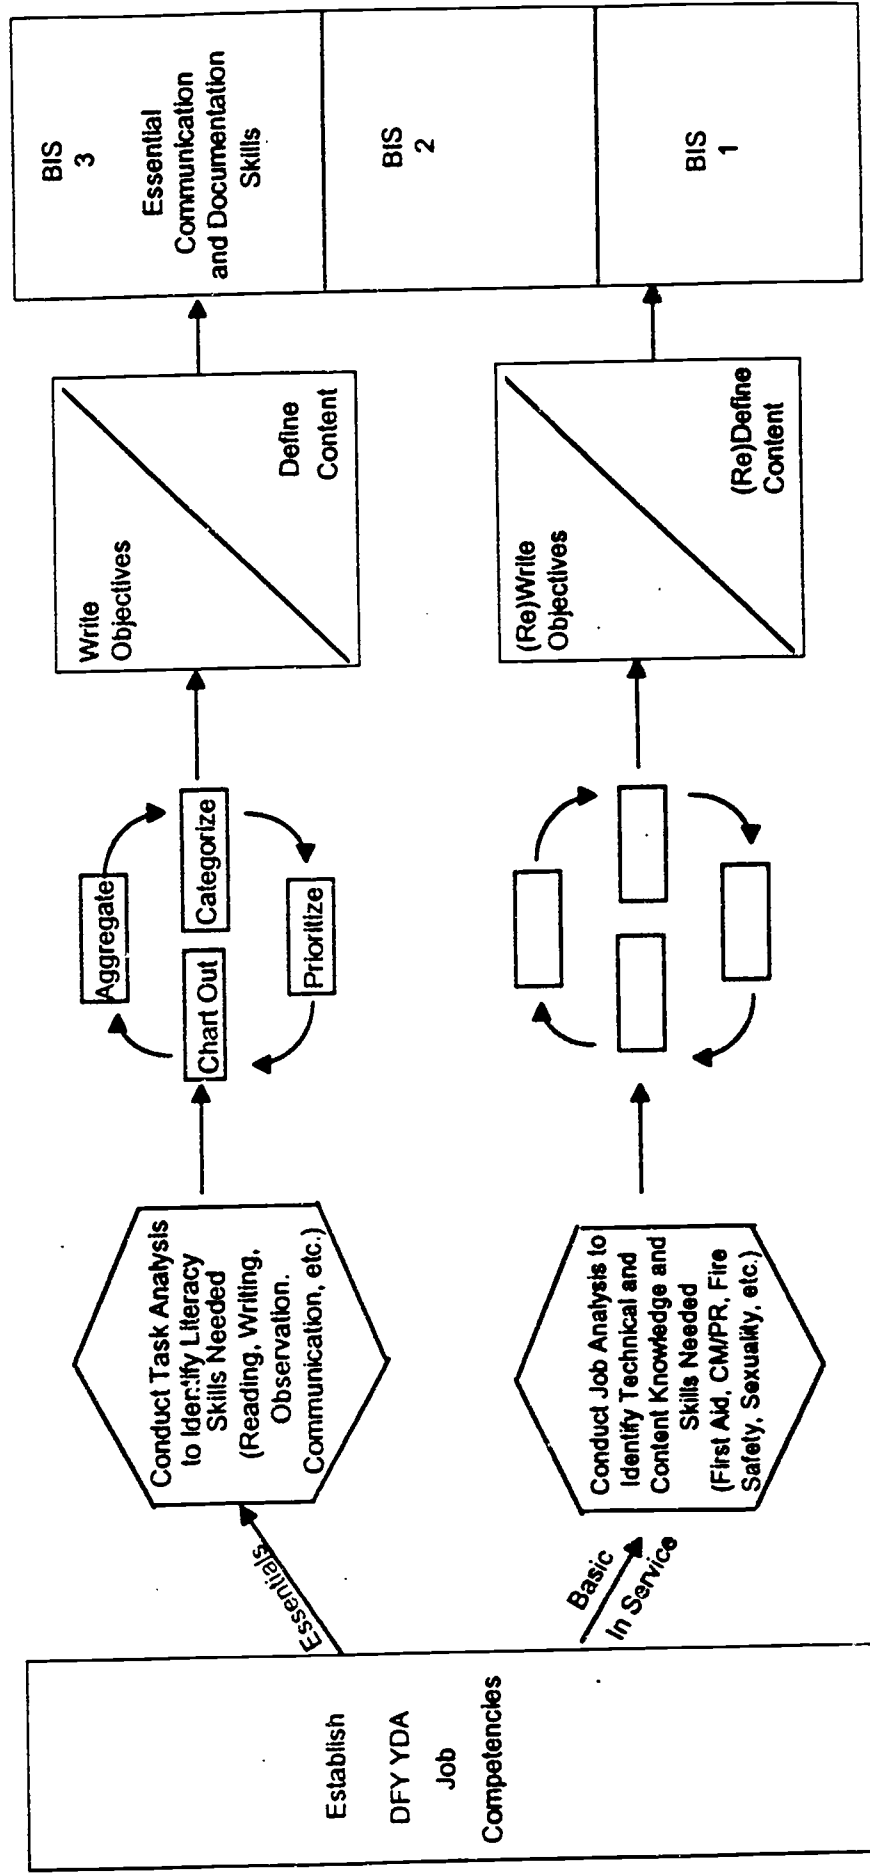 Establish
DFY YDA
Job
Competencies
Essentials
Basic
In Service
Conduct Task Analysis
to Identify Literacy
Skills Needed
(Reading, Writing,
Observation.
Communication, etc.)
Conduct Job Analysis to
Identify Technical and
Content Knowledge and
Skills Needed
(First Aid, CM/PR, Fire
Safety, Sexuality, etc.)
Aggregate
Chart Out
Categorize
Prioritize
Write
Objectives
Define
Content
(Re)Write
Objectives
(Re)Define
Content
BIS
3
Essential
Communication
and Documentation
Skills
BIS
2
BIS
1